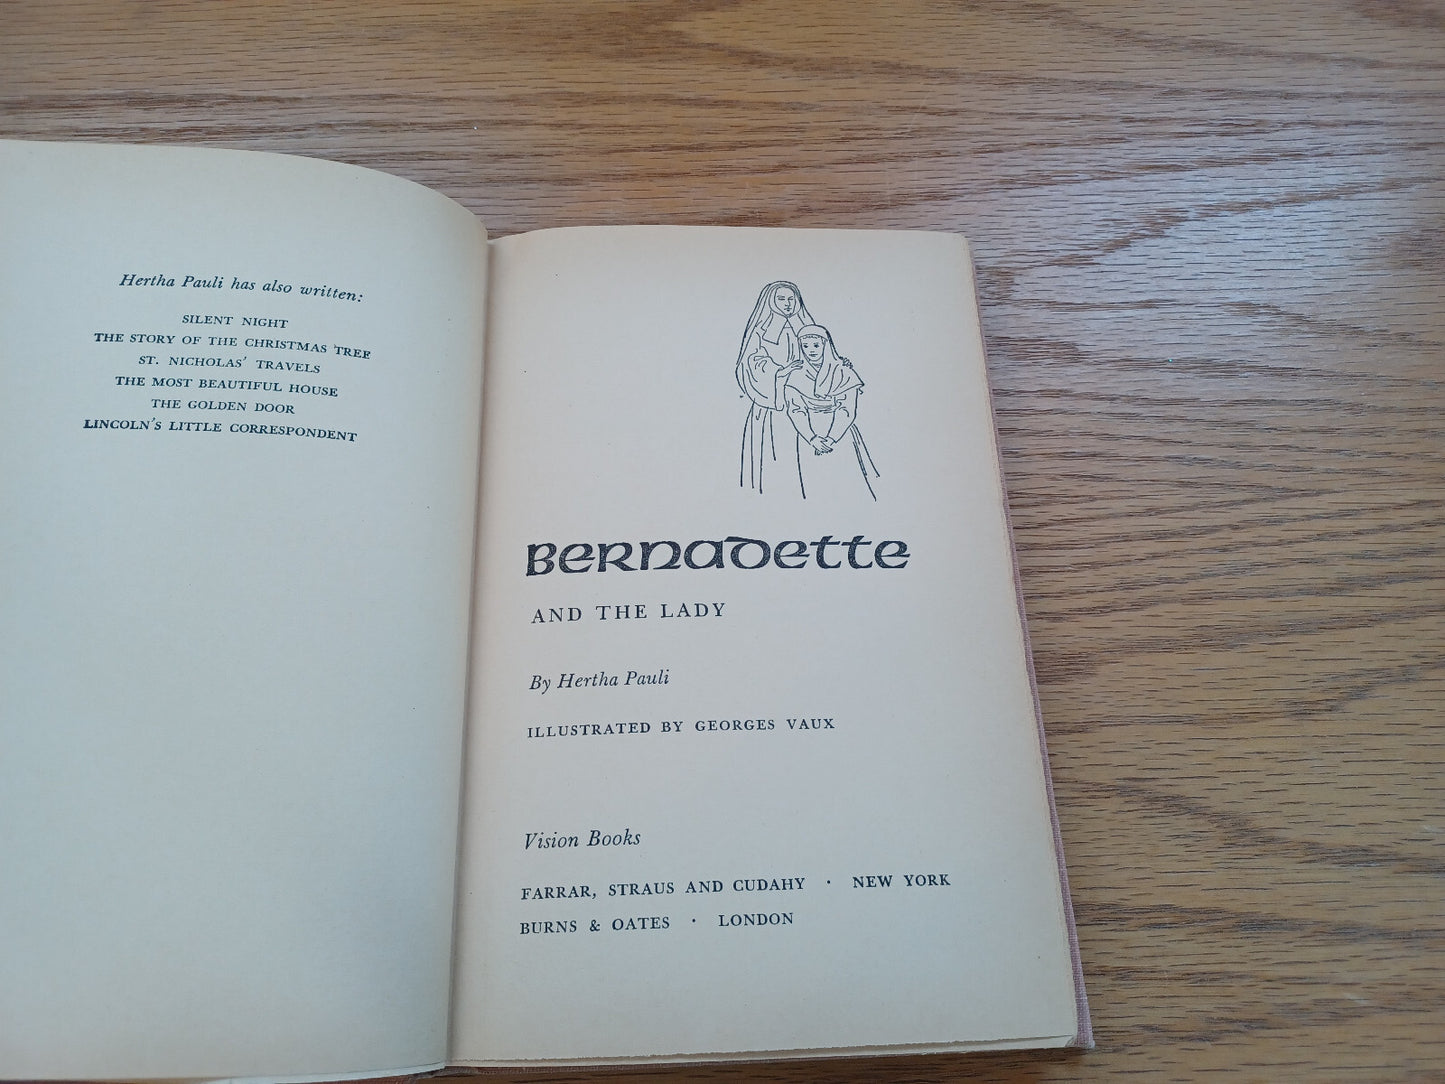 Hertha Pauli has also written:
SILENT NIGHT
THE STORY OF THE CHRISTMAS TREE
ST. NICHOLAS' TRAVELS
THE MOST BEAUTIFUL HOUSE
THE GOLDEN DOOR
LINCOLN'S LITTLE CORRESPONDENT
BERNADETTE
AND THE LADY
By Hertha Pauli
ILLUSTRATED BY GEORGES VAUX
Vision Books
FARRAR, STRAUS AND CUDAHY · NEW YORK
BURNS & OATES · LONDON